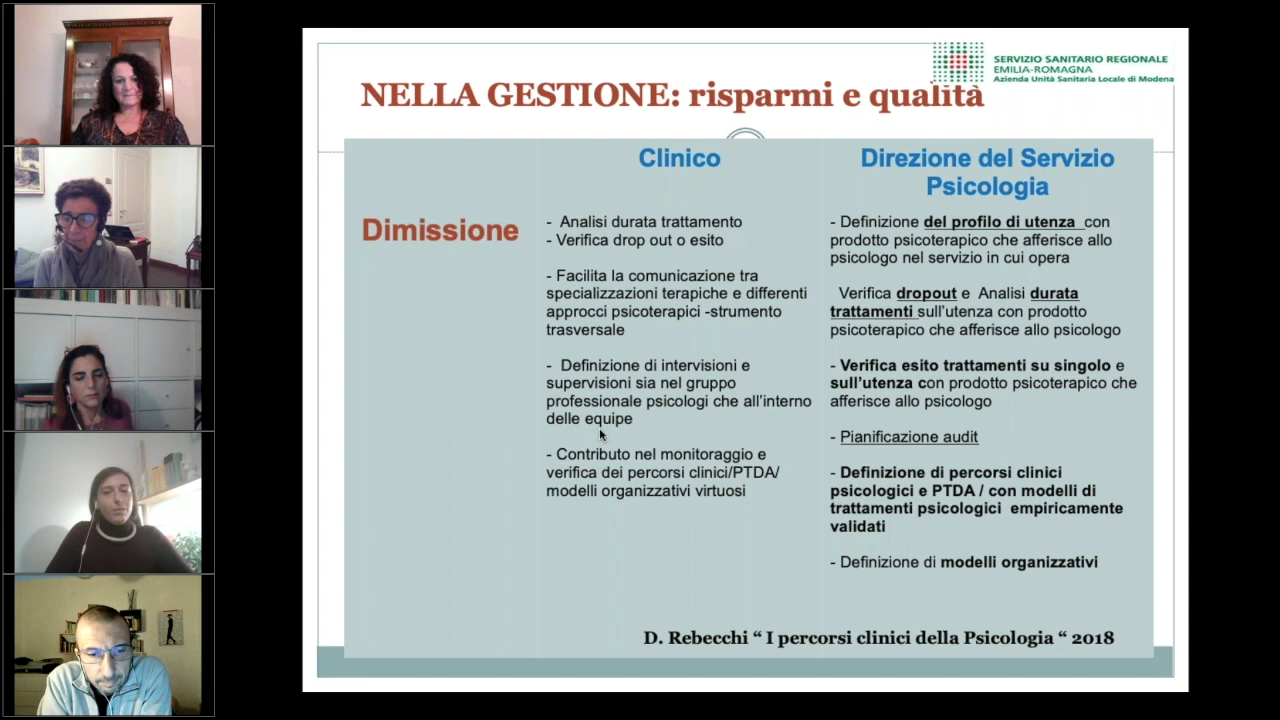 SERVIZIO SANITARIO REGIONALE
EMILIA-ROMAGNA
Azienda Unità Sanitaria Locale di Modena
NELLA GESTIONE: risparmi e qualità
Clinico
Direzione del Servizio
Psicologia
Dimissione
- Analisi durata trattamento
- Verifica drop out o esito
- Facilita la comunicazione tra
specializzazioni terapiche e differenti
approcci psicoterapici -strumento
trasversale
- Definizione di intervisioni e
supervisioni sia nel gruppo
professionale psicologi che all'interno
delle equipe
- Contributo nel monitoraggio e
verifica dei percorsi clinici/PTDA/
modelli organizzativi virtuosi
- Definizione del profilo di utenza con
prodotto psicoterapico che afferisce allo
psicologo nel servizio in cui opera
Verifica dropout e Analisi durata
trattamenti sull'utenza con prodotto
psicoterapico che afferisce allo psicologo
- Verifica esito trattamenti su singolo e
sull'utenza con prodotto psicoterapico che
afferisce allo psicologo
- Pianificazione audit
- Definizione di percorsi clinici
psicologici e PTDA / con modelli di
trattamenti psicologici empiricamente
validati
- Definizione di modelli organizzativi
D. Rebecchi “ I percorsi clinici della Psicologia “ 2018